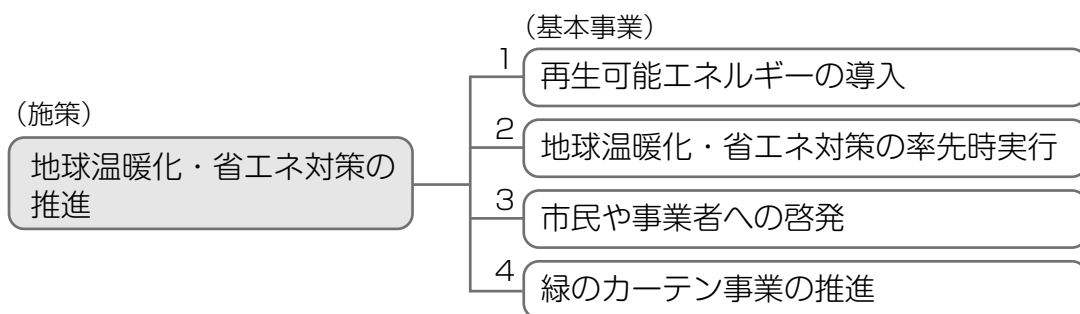 （基本事業）
1 再生可能エネルギーの導入
（施策）
2 地球温暖化・省エネ対策の率先時実行
地球温暖化・省エネ対策の
推進
3 市民や事業者への啓発
4 緑のカーテン事業の推進